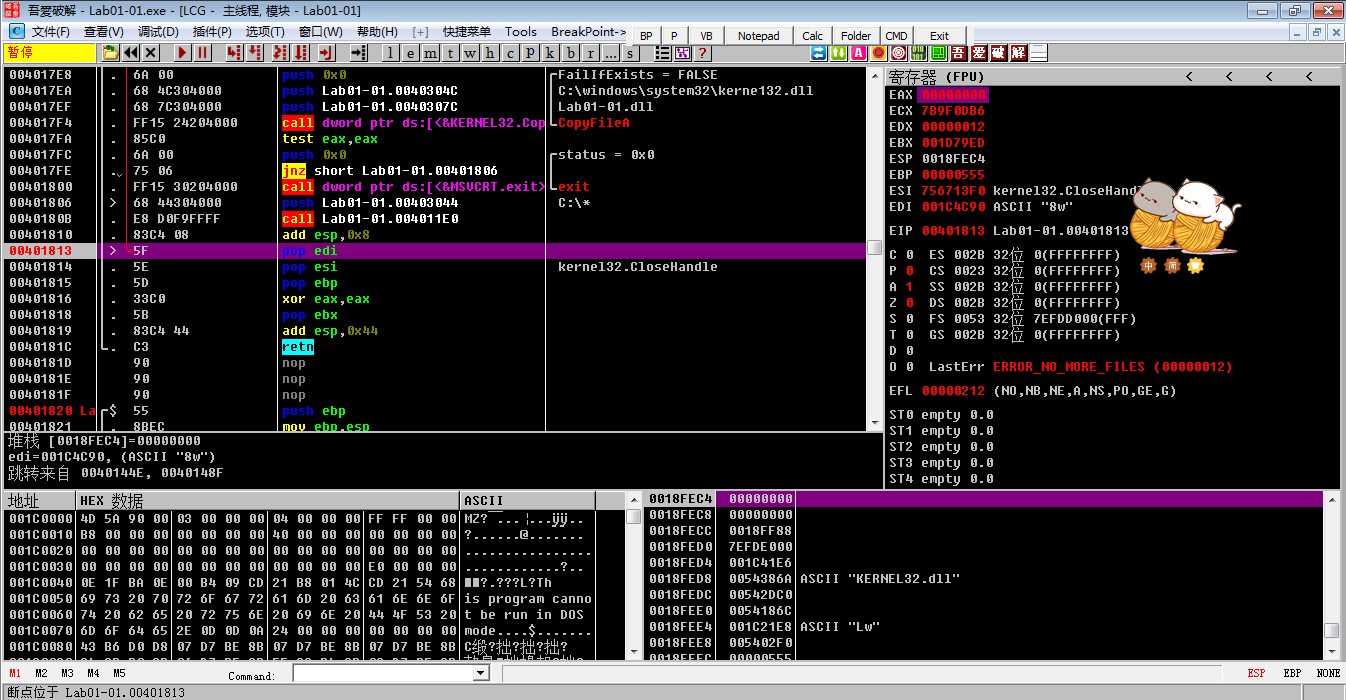 吾愛破解 - Lab01-01.exe - [LCG - 主线程, 模块 - Lab01-01]
文件(F) 查看(V) 调试(D) 插件(P) 选项(T) 窗口(W) 帮助(H) [+] 快捷菜单 Tools BreakPoint-> BP P VB Notepad Calc Folder CMD Exit
暂停 l e m t w h c p k b r ... s ? A 吾 爱 破 解
004017E8 . 6A 00 push 0x0 FailIfExists = FALSE
004017EA . 68 4C304000 push Lab01-01.0040304C C:\windows\system32\kerne132.dll
004017EF . 68 7C304000 push Lab01-01.0040307C Lab01-01.dll
004017F4 . FF15 24204000 call dword ptr ds:[<&KERNEL32.Cop CopyFileA
004017FA . 85C0 test eax,eax
004017FC . 6A 00 push 0x0 status = 0x0
004017FE . 75 06 jnz short Lab01-01.00401806
00401800 . FF15 30204000 call dword ptr ds:[<&MSVCRT.exit> exit
00401806 > 68 44304000 push Lab01-01.00403044 C:\*
0040180B . E8 D0F9FFFF call Lab01-01.004011E0
00401810 . 83C4 08 add esp,0x8
00401813 > 5F pop edi
00401814 . 5E pop esi kernel32.CloseHandle
00401815 . 5D pop ebp
00401816 . 33C0 xor eax,eax
00401818 . 5B pop ebx
00401819 . 83C4 44 add esp,0x44
0040181C . C3 retn
0040181D 90 nop
0040181E 90 nop
0040181F 90 nop
00401820 La $ 55 push ebp
00401821 . 8BEC mov ebp,esp
堆栈 [0018FEC4]=00000000
edi=001C4C90, (ASCII "8w")
跳转来自 0040144E, 0040148F
寄存器 (FPU) < < < <
EAX 00000000
ECX 7B9F0DB6
EDX 00000012
EBX 001D79ED
ESP 0018FEC4
EBP 00000555
ESI 756713F0 kernel32.CloseHandl
EDI 001C4C90 ASCII "8w"
EIP 00401813 Lab01-01.00401813
中 简
C 0 ES 002B 32位 0(FFFFFFFF)
P 0 CS 0023 32位 0(FFFFFFFF)
A 1 SS 002B 32位 0(FFFFFFFF)
Z 0 DS 002B 32位 0(FFFFFFFF)
S 0 FS 0053 32位 7EFDD000(FFF)
T 0 GS 002B 32位 0(FFFFFFFF)
D 0
O 0 LastErr ERROR_NO_MORE_FILES (00000012)
EFL 00000212 (NO,NB,NE,A,NS,PO,GE,G)
ST0 empty 0.0
ST1 empty 0.0
ST2 empty 0.0
ST3 empty 0.0
ST4 empty 0.0
地址 HEX 数据 ASCII
001C0000 4D 5A 90 00 03 00 00 00 04 00 00 00 FF FF 00 00
001C0010 B8 00 00 00 00 00 00 00 40 00 00 00 00 00 00 00 ?.......@.......
001C0020 00 00 00 00 00 00 00 00 00 00 00 00 00 00 00 00 ................
001C0030 00 00 00 00 00 00 00 00 00 00 00 00 E0 00 00 00 ............?..
001C0040 0E 1F BA 0E 00 B4 09 CD 21 B8 01 4C CD 21 54 68 ?.???L?Th
001C0050 69 73 20 70 72 6F 67 72 61 6D 20 63 61 6E 6E 6F is program canno
001C0060 74 20 62 65 20 72 75 6E 20 69 6E 20 44 4F 53 20 t be run in DOS
001C0070 6D 6F 64 65 2E 0D 0D 0A 24 00 00 00 00 00 00 00 mode....$.......
001C0080 43 B6 D0 D8 07 D7 BE 8B 07 D7 BE 8B 07 D7 BE 8B
0018FEC4 00000000
0018FEC8 00000000
0018FECC 0018FF88
0018FED0 7EFDE000
0018FED4 001C41E6
0018FED8 0054386A ASCII "KERNEL32.dll"
0018FEDC 00542DC0
0018FEE0 0054186C
0018FEE4 001C21E8 ASCII "Lw"
0018FEE8 005402F0
0018FEEC 00000555
M1 M2 M3 M4 M5 Command: ESP EBP NONE
断点位于 Lab01-01.00401813